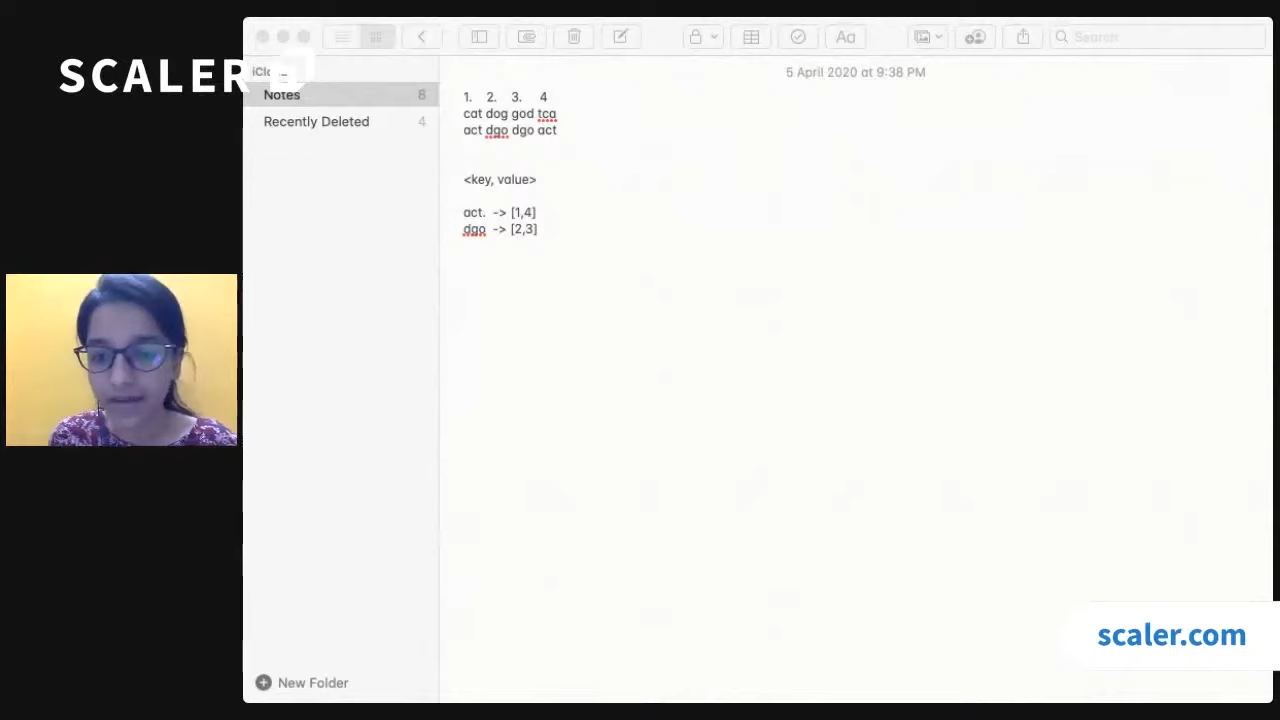 SCALER
Search
5 April 2020 at 9:38 PM
Notes 8
Recently Deleted 4
1. 2. 3. 4
cat dog god tca
act dgo dgo act
<key, value>
act. -> [1,4]
dgo -> [2,3]
scaler.com
New Folder